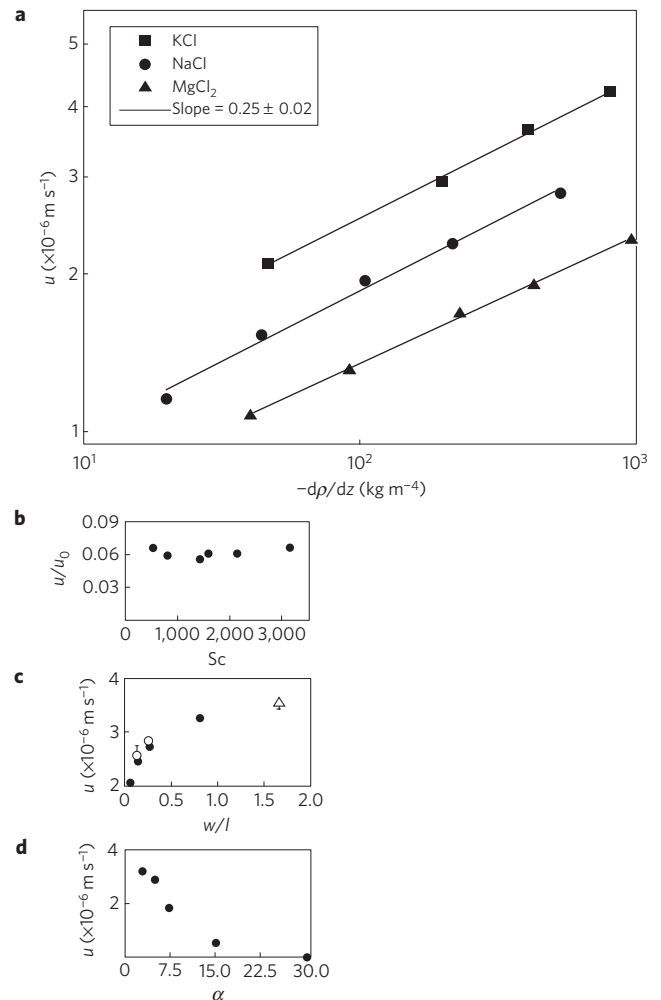 a
5
4
3
2
1
KCl
NaCl
MgCl₂
Slope = 0.25 ± 0.02
u (×10⁻⁶ m s⁻¹)
10¹
10²
10³
−dρ/dz (kg m⁻⁴)
b
0.09
0.06
0.03
u/u₀
0
1,000
2,000
3,000
Sc
c
4
3
2
u (×10⁻⁶ m s⁻¹)
0
0.5
1.0
1.5
2.0
w/l
d
4
2
u (×10⁻⁶ m s⁻¹)
0
7.5
15.0
22.5
30.0
α